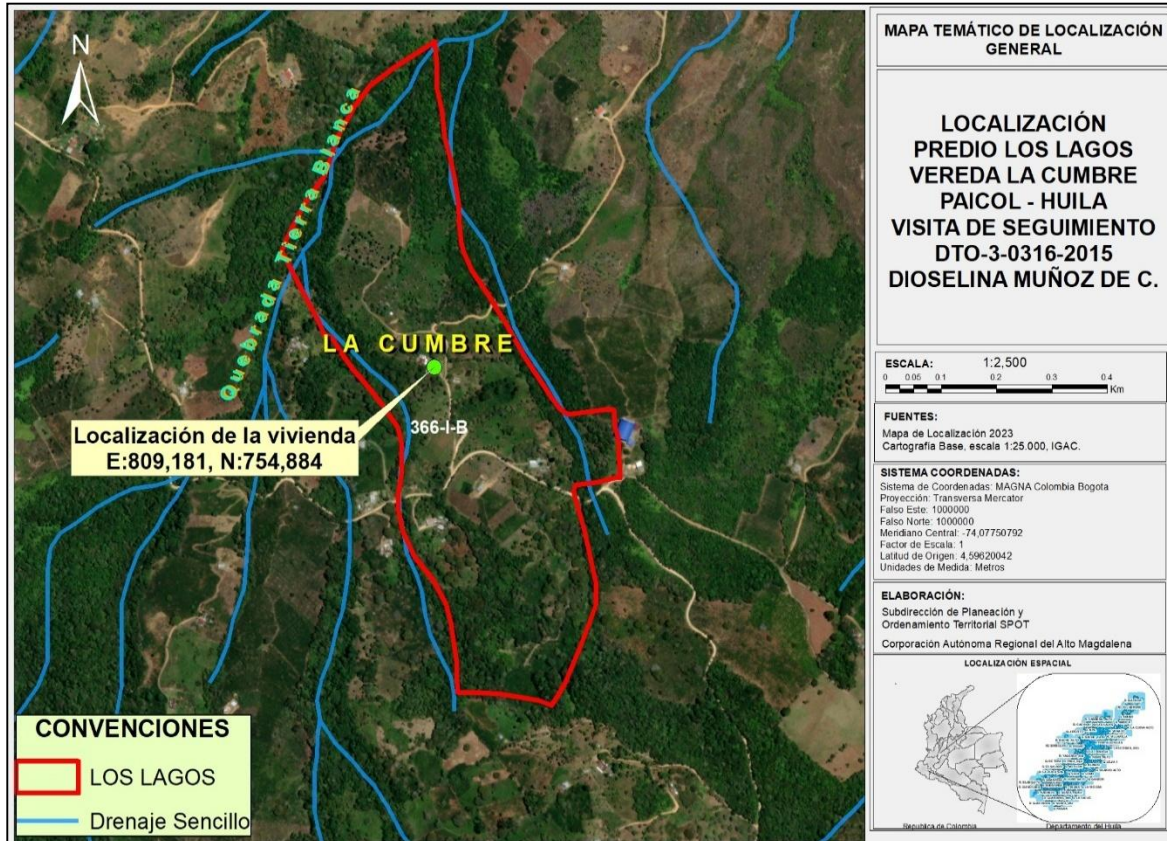 N
Quebrada Tierra Blanca
LA CUMBRE
366-I-B
Localización de la vivienda
E:809,181, N:754,884
CONVENCIONES
LOS LAGOS
Drenaje Sencillo
MAPA TEMÁTICO DE LOCALIZACIÓN
GENERAL
LOCALIZACIÓN
PREDIO LOS LAGOS
VEREDA LA CUMBRE
PAICOL - HUILA
VISITA DE SEGUIMIENTO
DTO-3-0316-2015
DIOSELINA MUÑOZ DE C.
ESCALA: 1:2,500
0 0.05 0.1 0.2 0.3 0.4
Km
FUENTES:
Mapa de Localización 2023
Cartografía Base, escala 1:25.000, IGAC.
SISTEMA COORDENADAS:
Sistema de Coordenadas: MAGNA Colombia Bogota
Proyección: Transversa Mercator
Falso Este: 1000000
Falso Norte: 1000000
Meridiano Central: -74,07750792
Factor de Escala: 1
Latitud de Origen: 4,59620042
Unidades de Medida: Metros
ELABORACIÓN:
Subdirección de Planeación y
Ordenamiento Territorial SPOT
Corporación Autónoma Regional del Alto Magdalena
LOCALIZACIÓN ESPACIAL
Republica de Colombia
Departamento del Huila